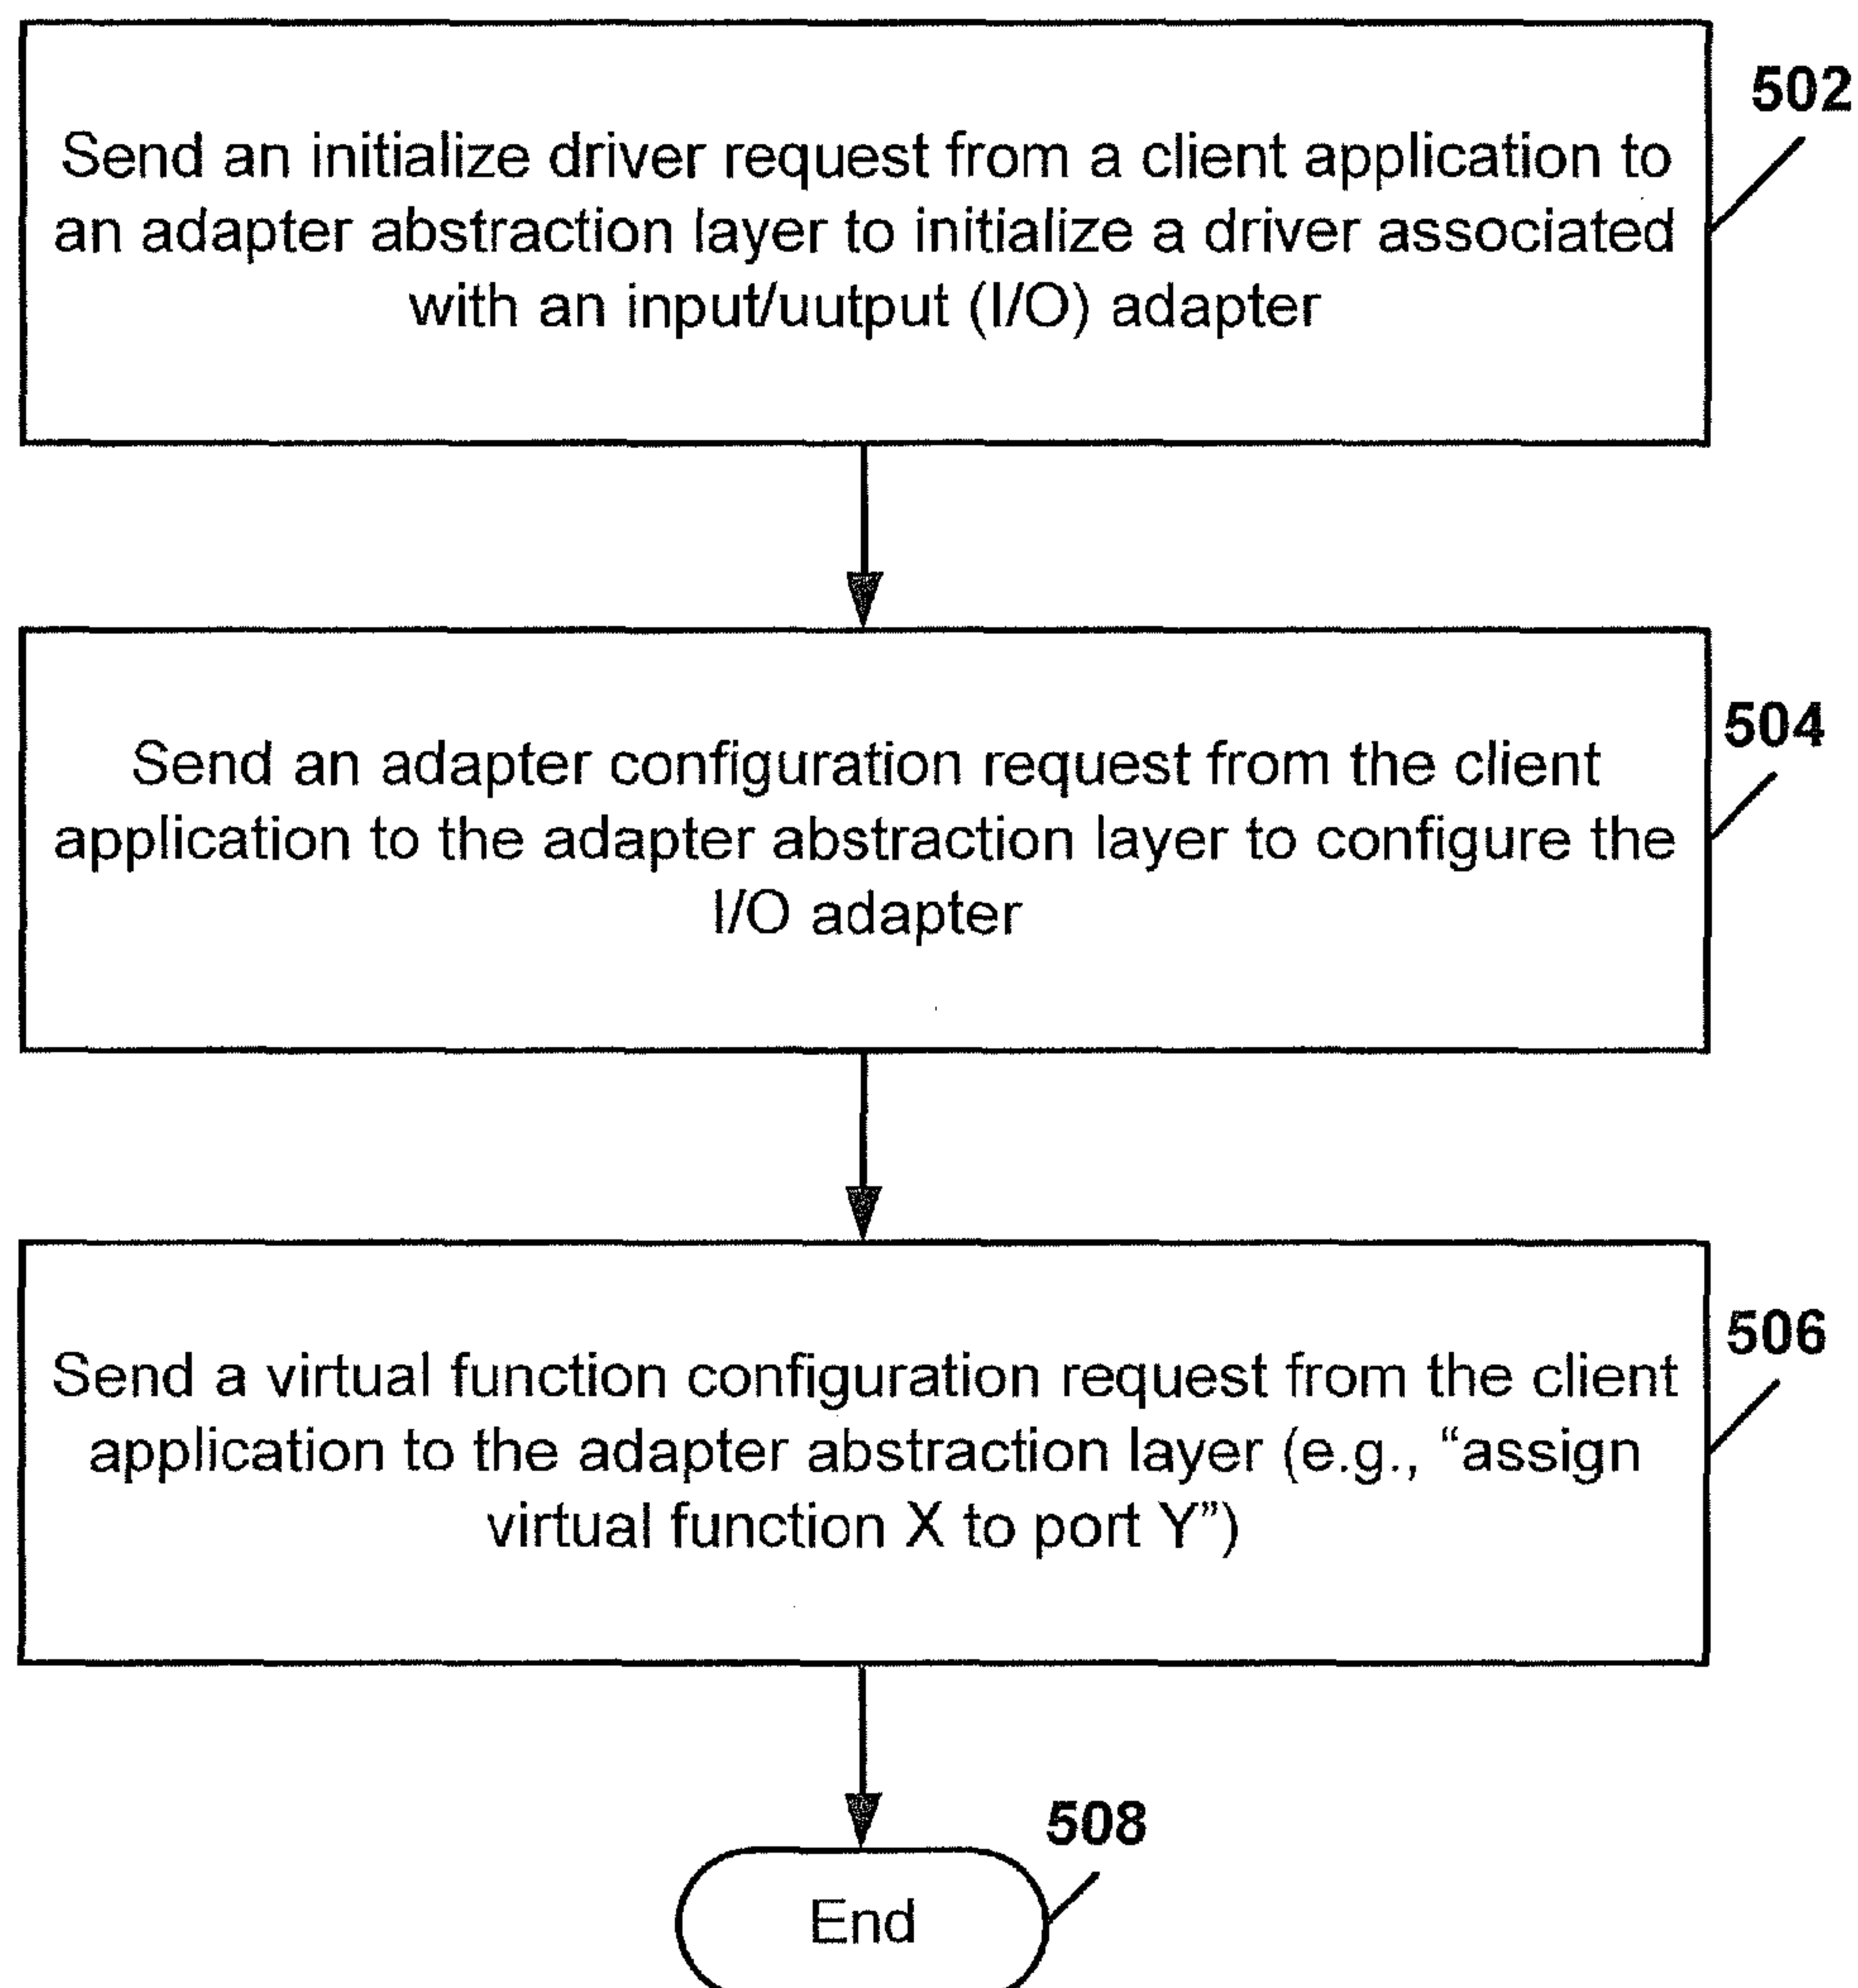 502
Send an initialize driver request from a client application to
an adapter abstraction layer to initialize a driver associated
with an input/uutput (I/O) adapter
504
Send an adapter configuration request from the client
application to the adapter abstraction layer to configure the
I/O adapter
506
Send a virtual function configuration request from the client
application to the adapter abstraction layer (e.g., “assign
virtual function X to port Y”)
508
End